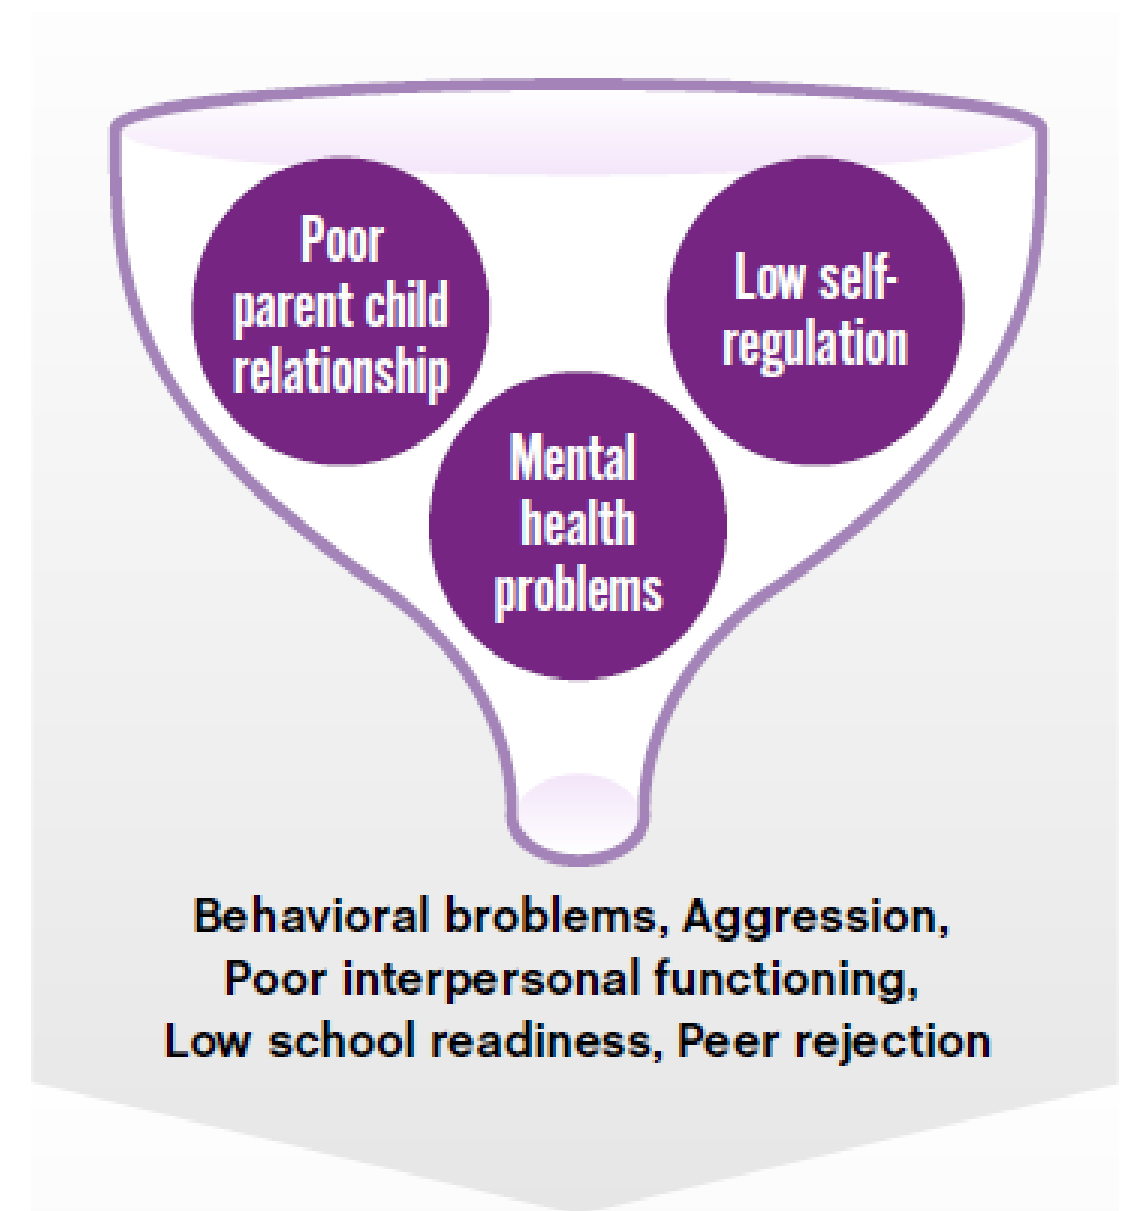 Poor
parent child
relationship
Low self-
regulation
Mental
health
problems
Behavioral broblems, Aggression,
Poor interpersonal functioning,
Low school readiness, Peer rejection